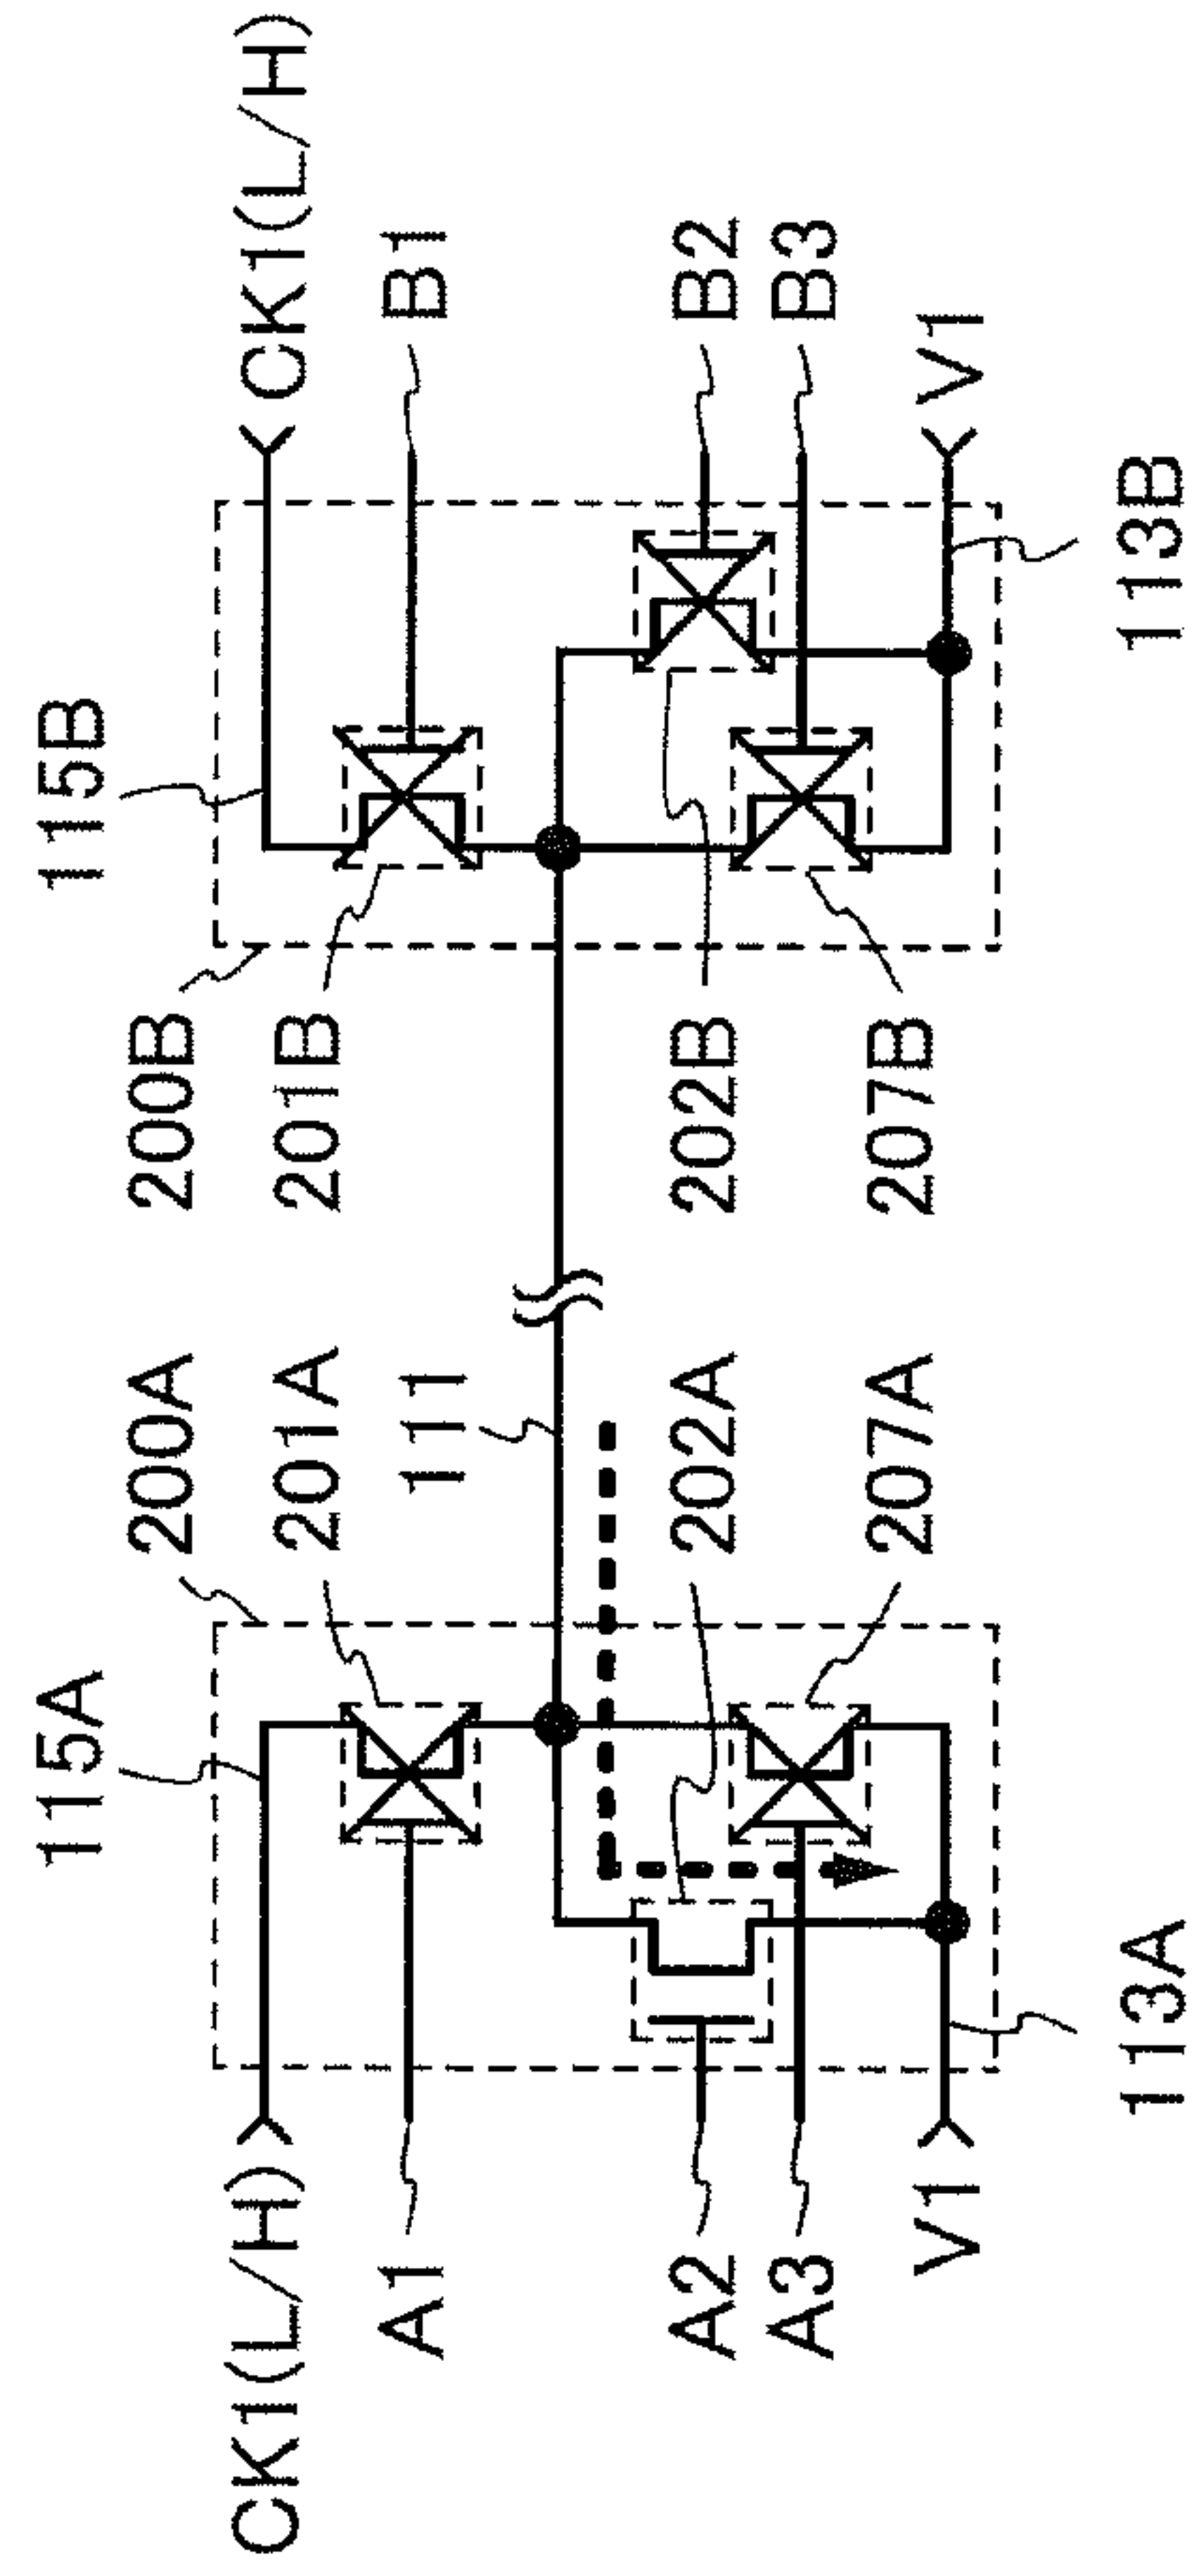 115A
115B
200A
200B
CK1(L/H)
201A
201B
CK1(L/H)
A1
111
B1
A2
202A
202B
B2
A3
207A
207B
B3
V1
V1
113A
113B